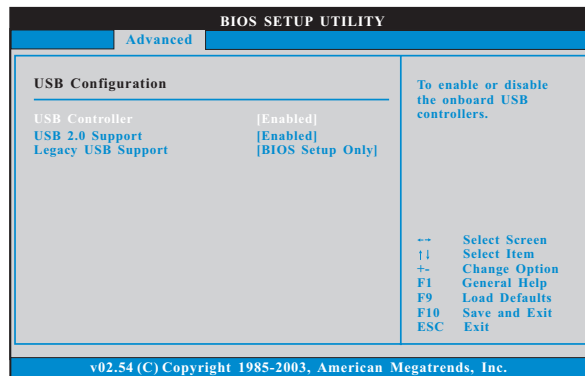 BIOS SETUP UTILITY
Advanced
USB Configuration
USB Controller [Enabled]
USB 2.0 Support [Enabled]
Legacy USB Support [BIOS Setup Only]
To enable or disable
the onboard USB
controllers.
←→ Select Screen
↑↓ Select Item
+- Change Option
F1 General Help
F9 Load Defaults
F10 Save and Exit
ESC Exit
v02.54 (C) Copyright 1985-2003, American Megatrends, Inc.